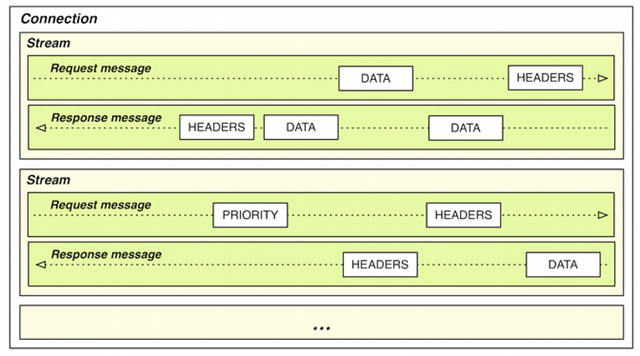 Connection
Stream
Request message
DATA
HEADERS
Response message
HEADERS
DATA
DATA
Stream
Request message
PRIORITY
HEADERS
Response message
HEADERS
DATA
...